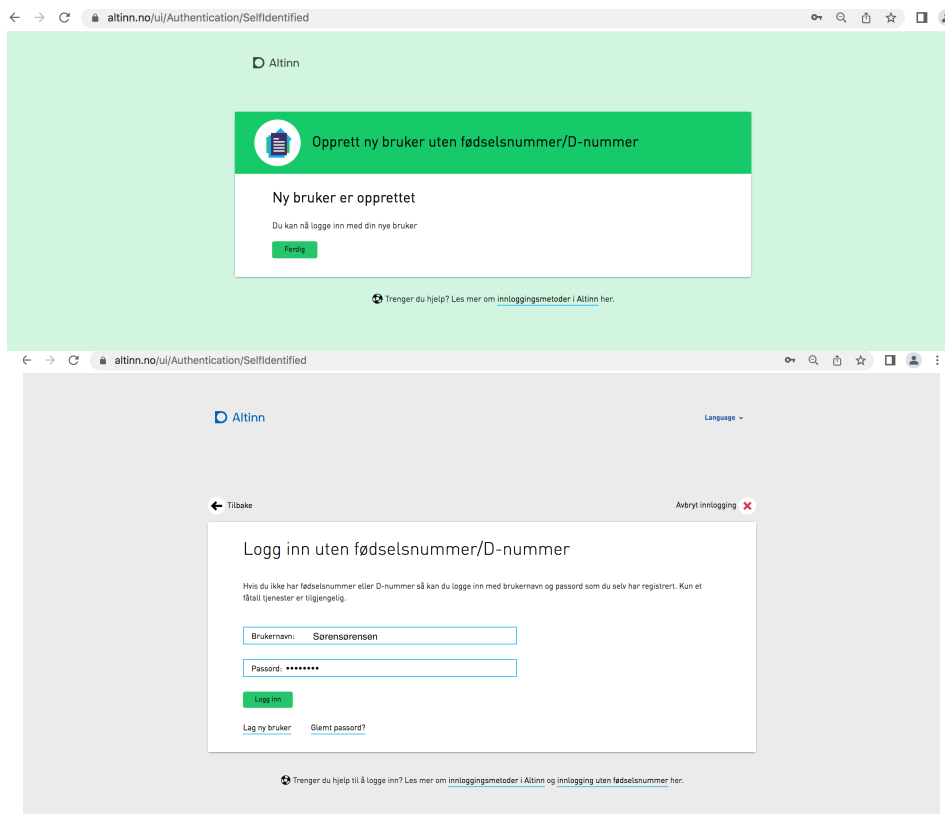 altinn.no/ui/Authentication/SelfIdentified
Altinn
Opprett ny bruker uten fødselsnummer/D-nummer
Ny bruker er opprettet
Du kan nå logge inn med din nye bruker
Ferdig
Trenger du hjelp? Les mer om innloggingsmetoder i Altinn her.
altinn.no/ui/Authentication/SelfIdentified
Altinn
Language
Tilbake
Avbryt innlogging
Logg inn uten fødselsnummer/D-nummer
Hvis du ikke har fødselsnummer eller D-nummer så kan du logge inn med brukernavn og passord som du selv har registrert. Kun et
fåtall tjenester er tilgjengelig.
Brukernavn: Sørensørensen
Passord: ••••••••
Logg inn
Lag ny bruker Glemt passord?
Trenger du hjelp til å logge inn? Les mer om innloggingsmetoder i Altinn og innlogging uten fødselsnummer her.